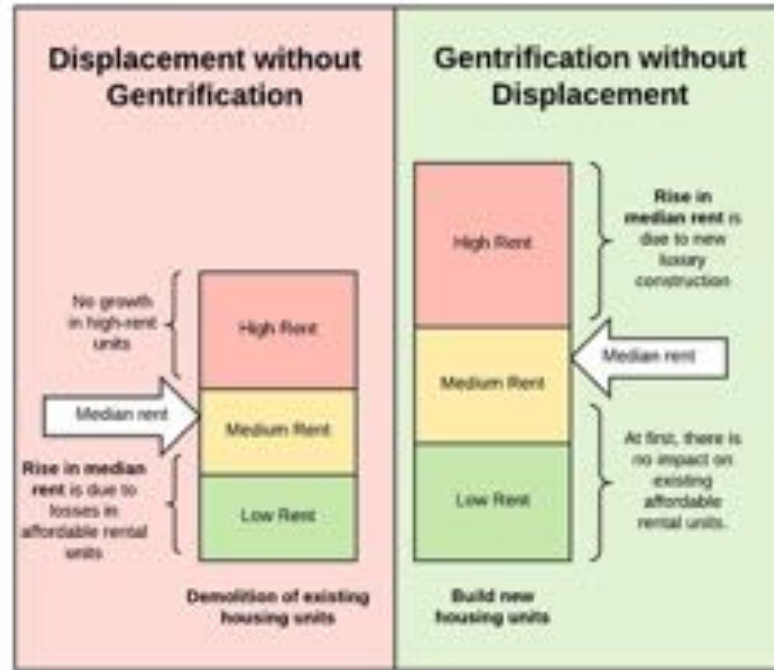 Displacement without
Gentrification
No growth
in high-rent
units
High Rent
Median rent
Medium Rent
Rise in median
rent is due to
losses in
affordable rental
units
Low Rent
Demolition of existing
housing units
Gentrification without
Displacement
High Rent
Rise in
median rent is
due to new
luxury
construction
Median rent
Medium Rent
At first, there is
no impact on
existing
affordable
rental units.
Low Rent
Build new
housing units